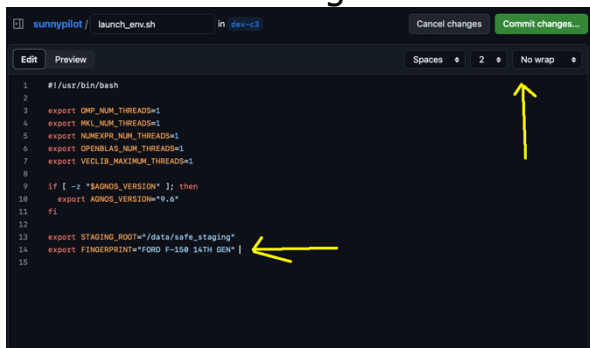 sunnypilot / launch_env.sh in dev-c3 Cancel changes Commit changes...
Edit Preview Spaces 2 No wrap
1 #!/usr/bin/bash
2
3 export OMP_NUM_THREADS=1
4 export MKL_NUM_THREADS=1
5 export NUMEXPR_NUM_THREADS=1
6 export OPENBLAS_NUM_THREADS=1
7 export VECLIB_MAXIMUM_THREADS=1
8
9 if [ -z "$AGNOS_VERSION" ]; then
10 export AGNOS_VERSION="9.6"
11 fi
12
13 export STAGING_ROOT="/data/safe_staging"
14 export FINGERPRINT="FORD F-150 14TH GEN"
15